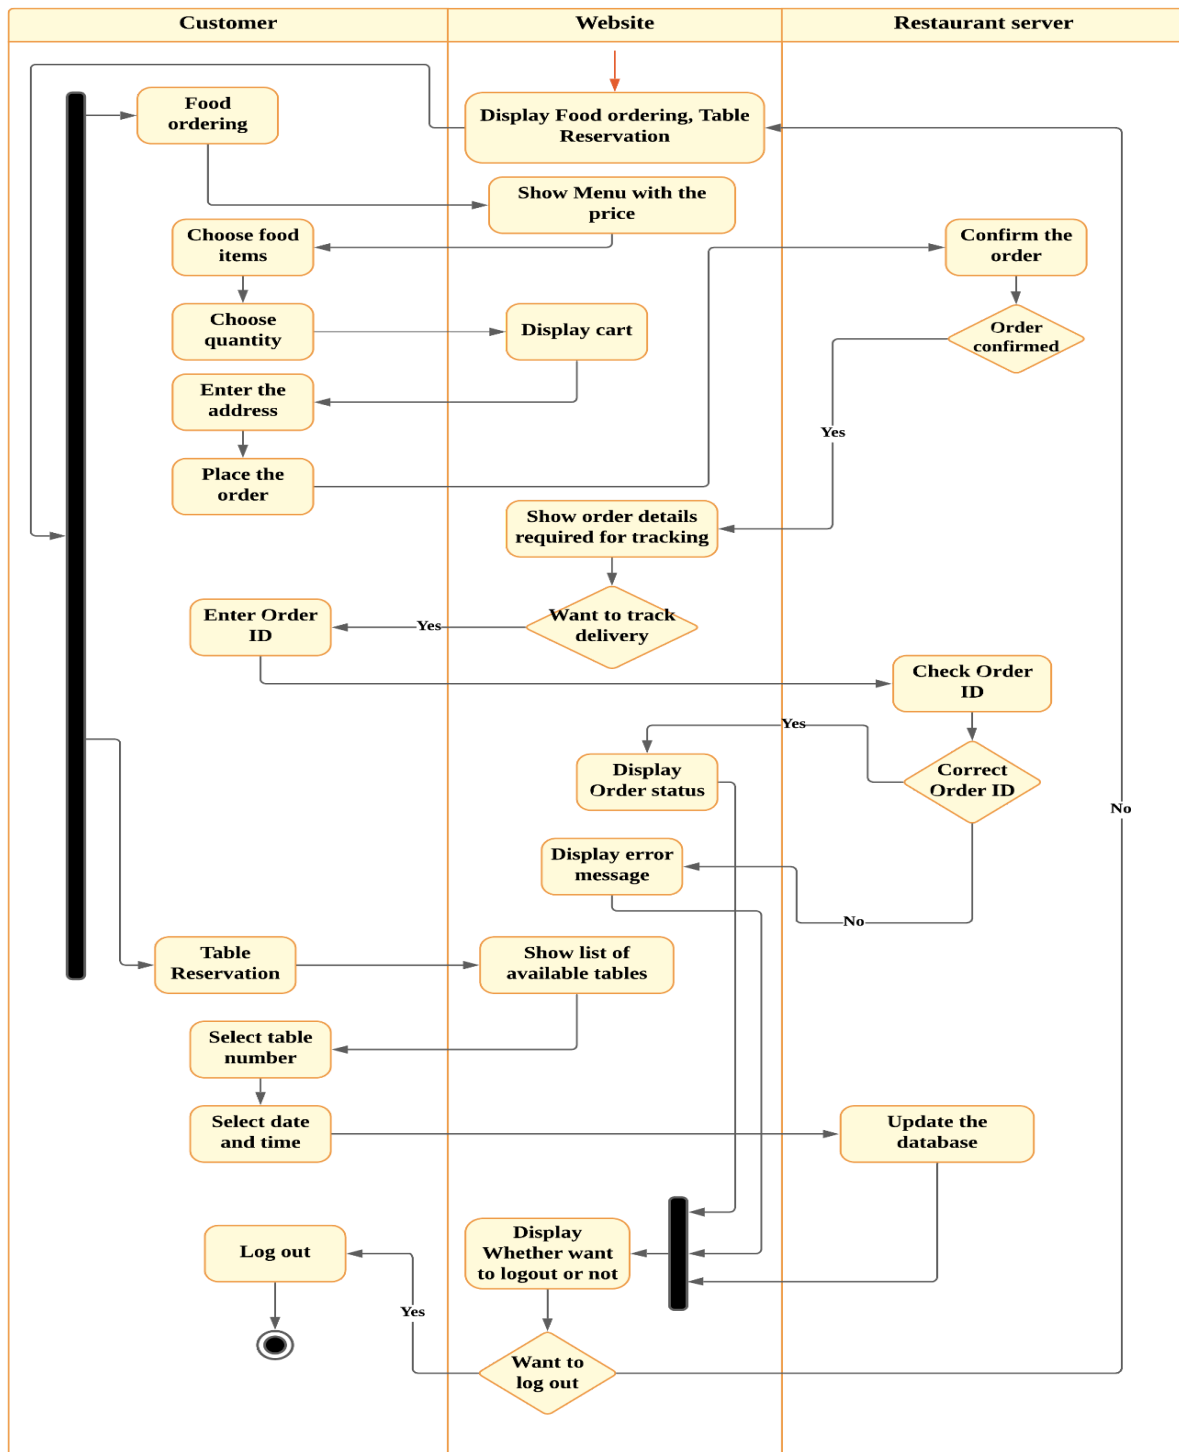 Customer
Website
Restaurant server
Food
ordering
Display Food ordering, Table
Reservation
Show Menu with the
price
Choose food
items
Confirm the
order
Choose
quantity
Display cart
Order
confirmed
Enter the
address
Yes
Place the
order
Show order details
required for tracking
Enter Order
ID
Yes
Want to track
delivery
Check Order
ID
Yes
Display
Order status
Correct
Order ID
No
Display error
message
No
Table
Reservation
Show list of
available tables
Select table
number
Select date
and time
Update the
database
Log out
Display
Whether want
to logout or not
Yes
Want to
log out